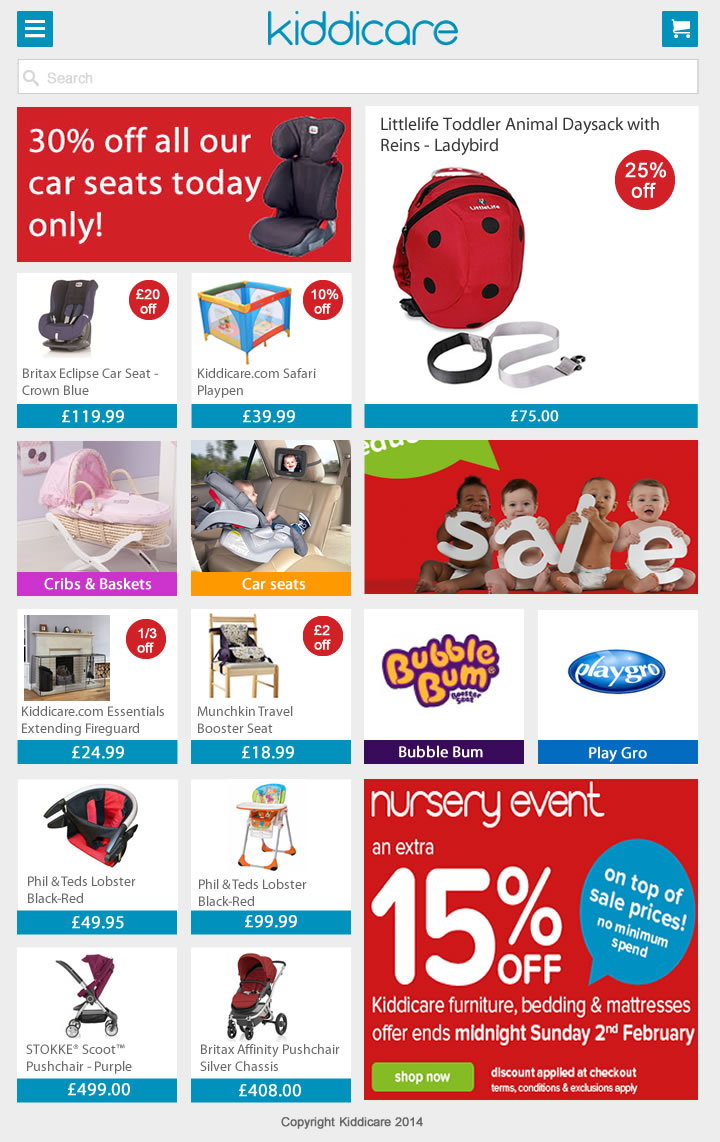 kiddicare
Search
30% off all our
car seats today
only!
Littlelife Toddler Animal Daysack with
Reins - Ladybird
25%
off
LittleLife
£20
off
Britax Eclipse Car Seat -
Crown Blue
£119.99
10%
off
Kiddicare.com Safari
Playpen
£39.99
£75.00
Cribs & Baskets
Car seats
sale
1/3
off
Kiddicare.com Essentials
Extending Fireguard
£24.99
£2
off
Munchkin Travel
Booster Seat
£18.99
Bubble
Bum
Booster
Seat
Bubble Bum
playgro
Play Gro
Phil & Teds Lobster
Black-Red
£49.95
Phil & Teds Lobster
Black-Red
£99.99
nursery event
an extra
15%
OFF
on top of
sale prices!
no minimum
spend
Kiddicare furniture, bedding & mattresses
offer ends midnight Sunday 2nd February
shop now
discount applied at checkout
terms, conditions & exclusions apply
STOKKE® Scoot™
Pushchair - Purple
£499.00
Britax Affinity Pushchair
Silver Chassis
£408.00
Copyright Kiddicare 2014